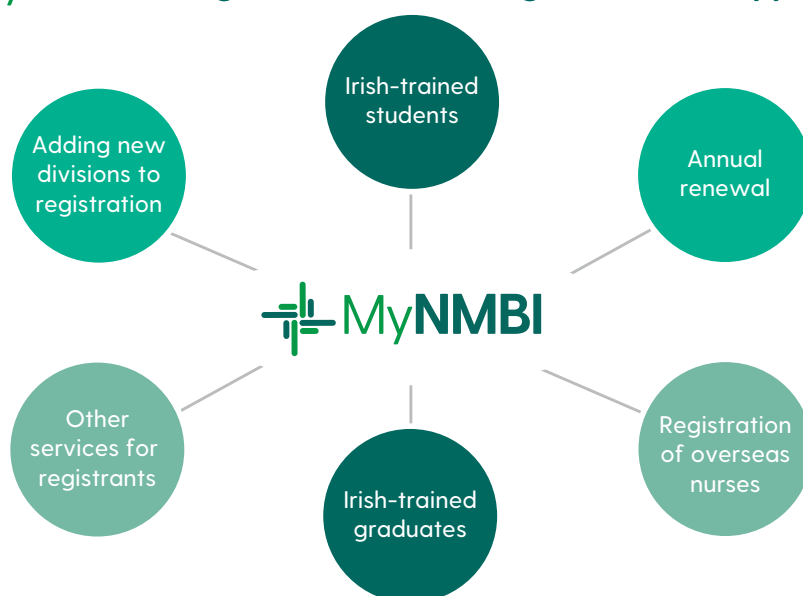 Irish-trained
students
Adding new
divisions to
registration
Annual
renewal
MyNMBI
Other
services for
registrants
Registration
of overseas
nurses
Irish-trained
graduates